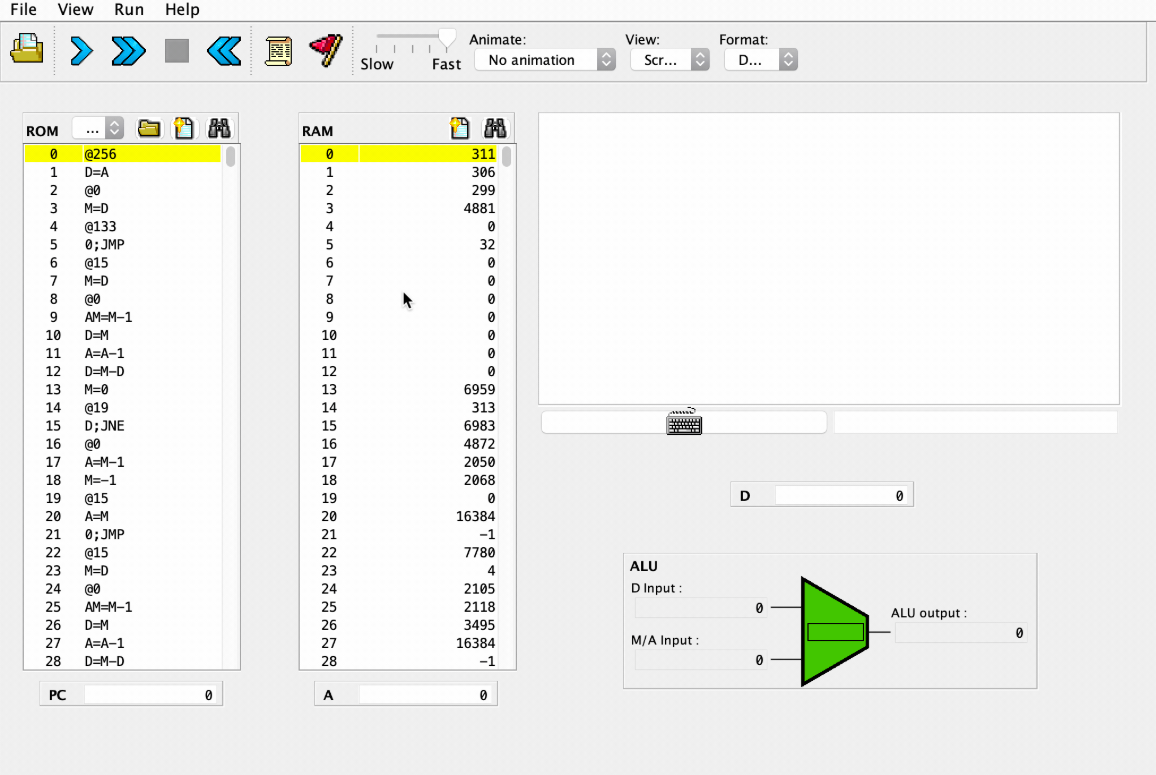 File View Run Help
Slow Fast
Animate:
No animation
View:
Scr...
Format:
D...
ROM ...
0 @256
1 D=A
2 @0
3 M=D
4 @133
5 0;JMP
6 @15
7 M=D
8 @0
9 AM=M-1
10 D=M
11 A=A-1
12 D=M-D
13 M=0
14 @19
15 D;JNE
16 @0
17 A=M-1
18 M=-1
19 @15
20 A=M
21 0;JMP
22 @15
23 M=D
24 @0
25 AM=M-1
26 D=M
27 A=A-1
28 D=M-D
PC 0
RAM
0 311
1 306
2 299
3 4881
4 0
5 32
6 0
7 0
8 0
9 0
10 0
11 0
12 0
13 6959
14 313
15 6983
16 4872
17 2050
18 2068
19 0
20 16384
21 -1
22 7780
23 4
24 2105
25 2118
26 3495
27 16384
28 -1
A 0
D 0
ALU
D Input :
0
M/A Input :
0
ALU output :
0